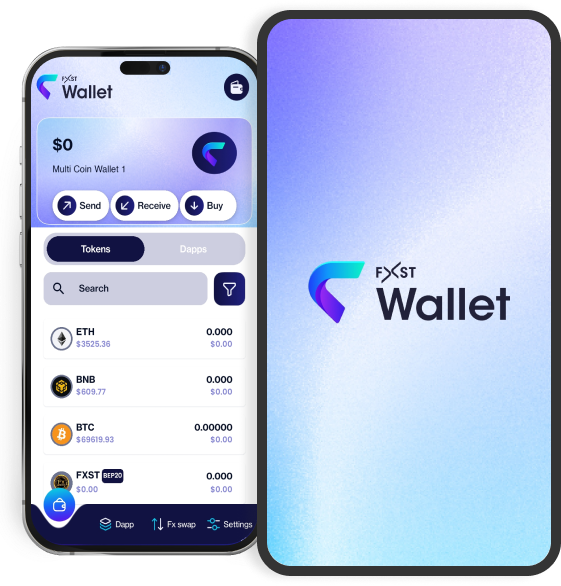 FXST
Wallet
$0
Multi Coin Wallet 1
Send
Receive
Buy
Tokens
Dapps
Search
ETH
0.000
$3525.36
$0.00
BNB
0.000
$609.77
$0.00
BTC
0.00000
$69619.93
$0.00
FXST BEP20
0.000
$0.00
$0.00
Dapp
Fx swap
Settings
FXST
Wallet